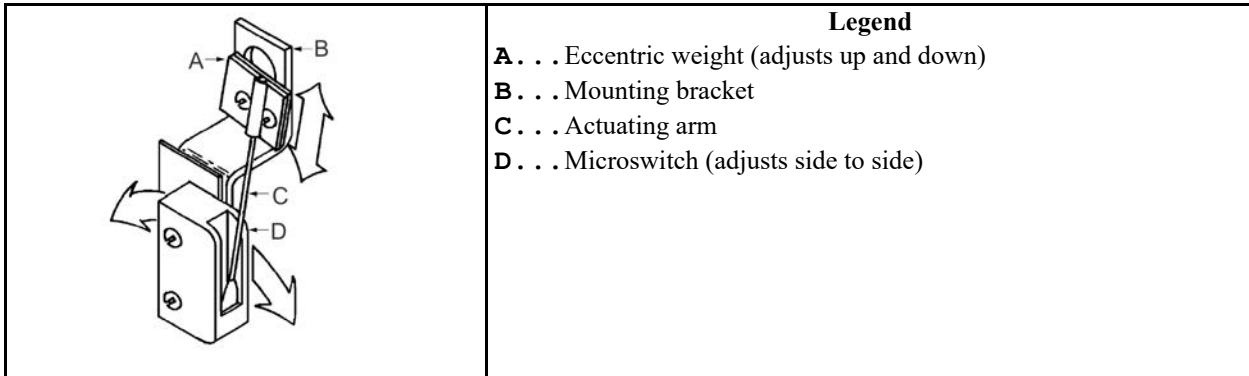 B
A
C
D
Legend
A...Eccentric weight (adjusts up and down)
B...Mounting bracket
C...Actuating arm
D...Microswitch (adjusts side to side)